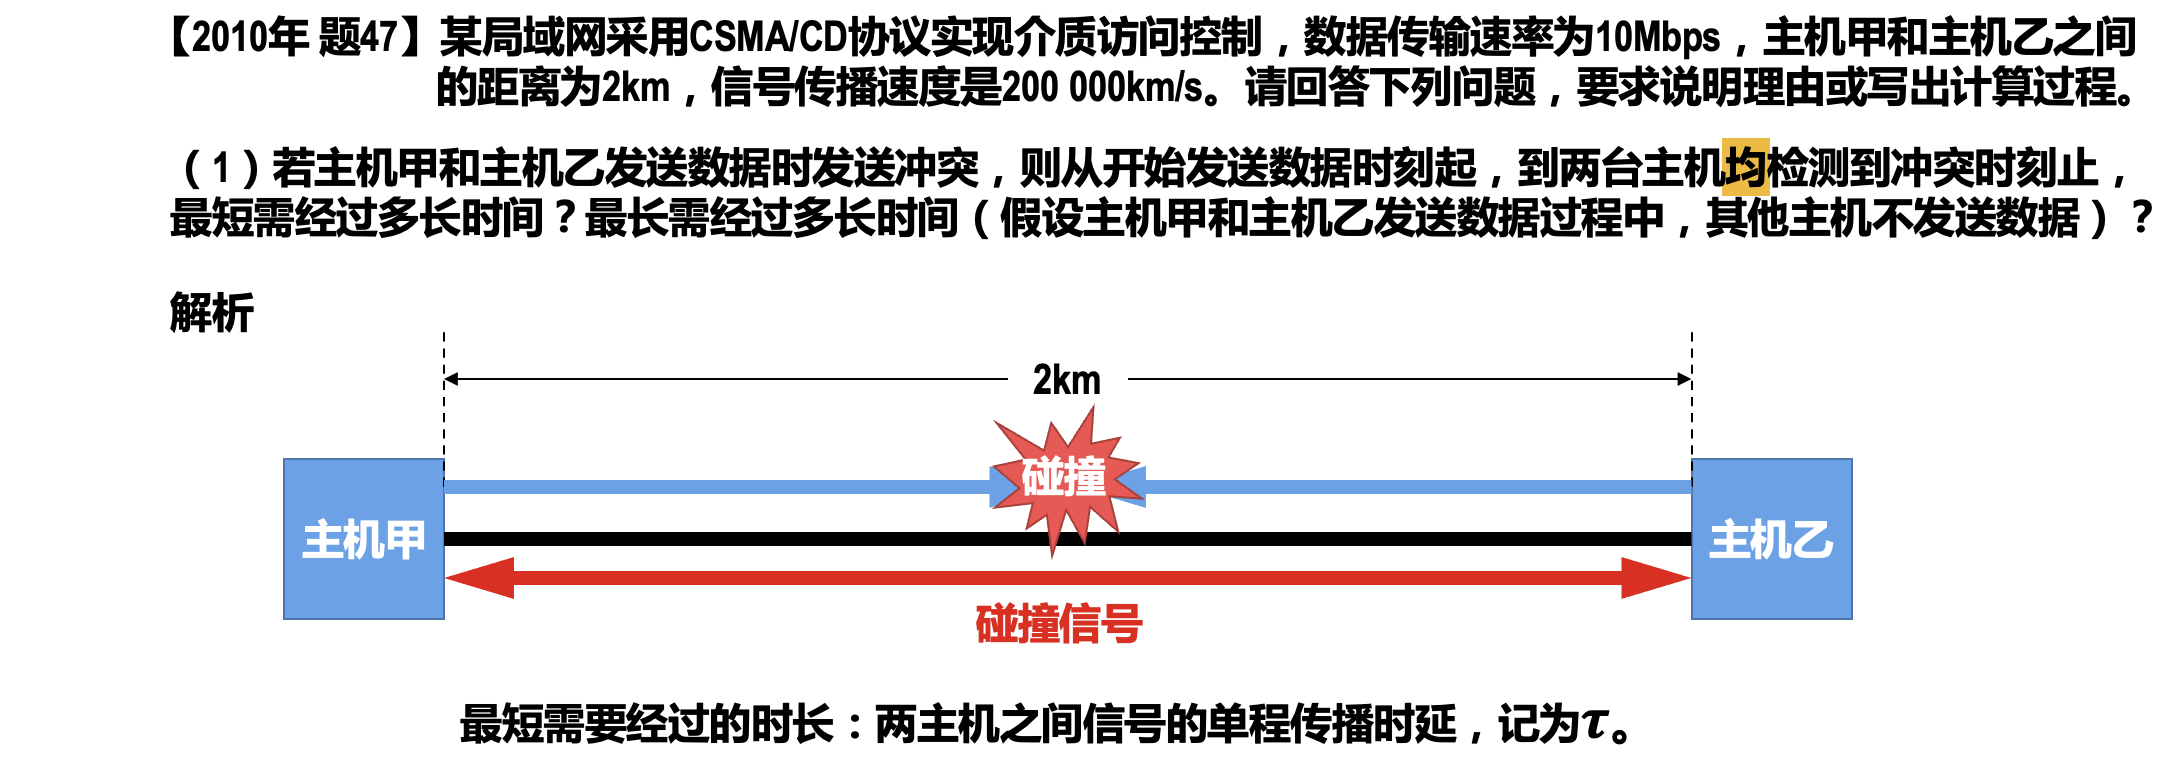 【2010年 题47】某局域网采用CSMA/CD协议实现介质访问控制，数据传输速率为10Mbps，主机甲和主机乙之间
的距离为2km，信号传播速度是200 000km/s。请回答下列问题，要求说明理由或写出计算过程。
（1）若主机甲和主机乙发送数据时发送冲突，则从开始发送数据时刻起，到两台主机均检测到冲突时刻止，
最短需经过多长时间？最长需经过多长时间（假设主机甲和主机乙发送数据过程中，其他主机不发送数据）？
解析
2km
碰撞
主机甲
主机乙
碰撞信号
最短需要经过的时长：两主机之间信号的单程传播时延，记为τ。